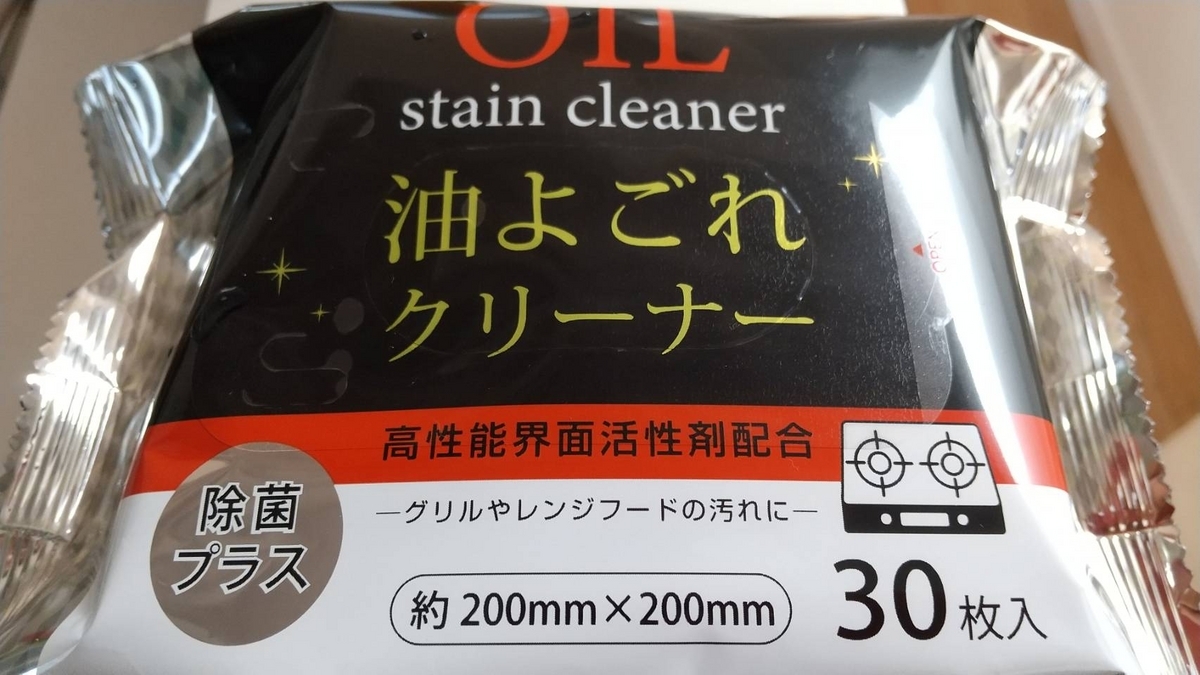 OIL
stain cleaner
油よごれ
クリーナー
OPEN
高性能界面活性剤配合
除菌
プラス
—グリルやレンジフードの汚れに—
約 200mm×200mm
30枚入